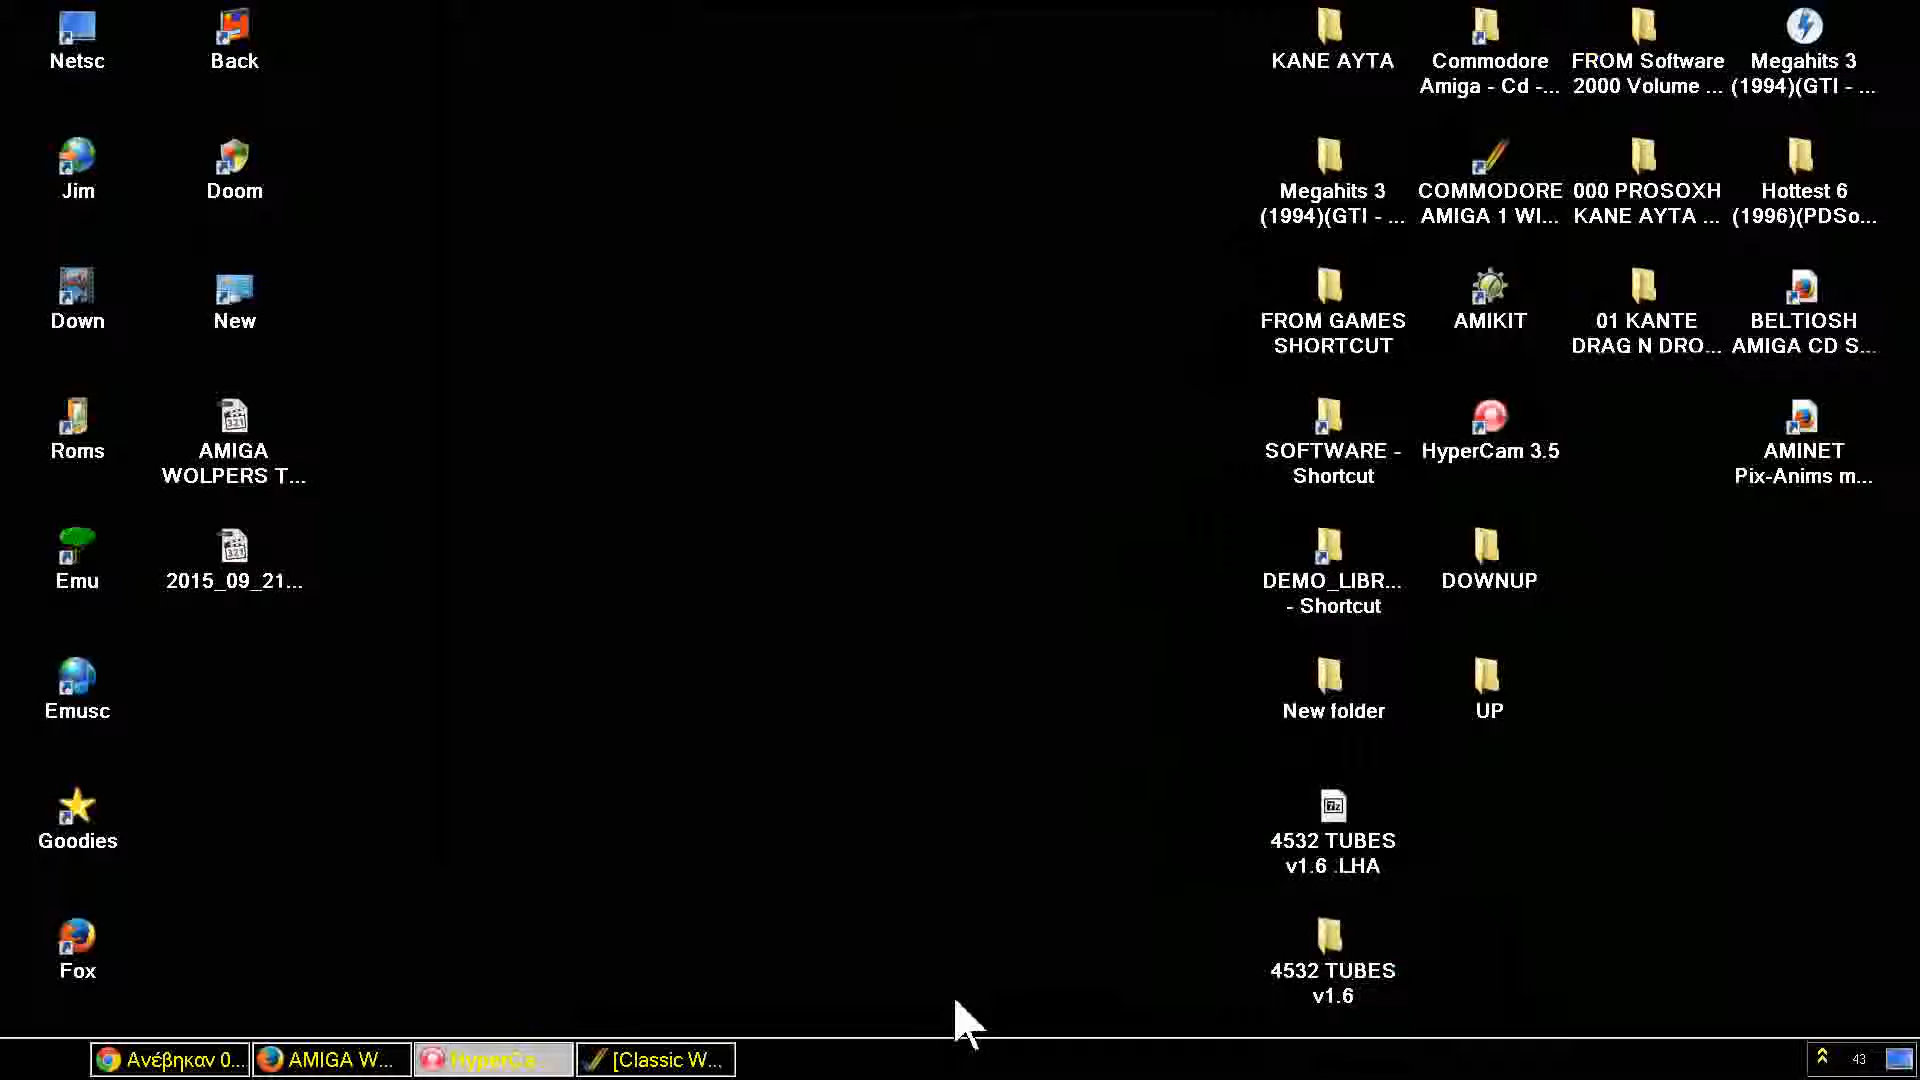 Netsc
Back
KANE AYTA
Commodore
Amiga - Cd -...
FROM Software
2000 Volume ...
Megahits 3
(1994)(GTI - ...
Jim
Doom
Megahits 3
(1994)(GTI - ...
COMMODORE
AMIGA 1 WI...
000 PROSOXH
KANE AYTA ...
Hottest 6
(1996)(PDSo...
Down
New
FROM GAMES
SHORTCUT
AMIKIT
01 KANTE
DRAG N DRO...
BELTIOSH
AMIGA CD S...
Roms
AMIGA
WOLPERS T...
SOFTWARE -
Shortcut
HyperCam 3.5
AMINET
Pix-Anims m...
Emu
2015_09_21...
DEMO_LIBR...
- Shortcut
DOWNUP
Emusc
New folder
UP
Goodies
4532 TUBES
v1.6 .LHA
Fox
4532 TUBES
v1.6
Ανέβηκαν 0...
AMIGA W...
HyperCa...
[Classic W...
43